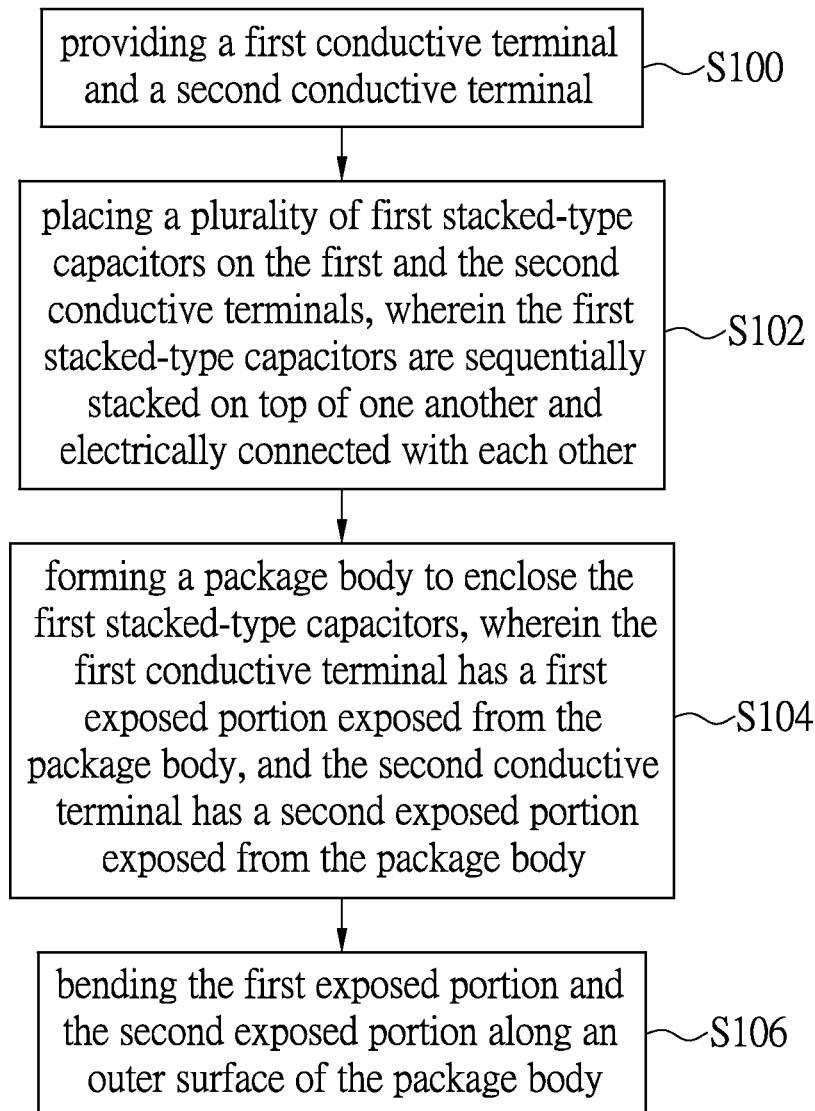 providing a first conductive terminal
and a second conductive terminal
S100
placing a plurality of first stacked-type
capacitors on the first and the second
conductive terminals, wherein the first
stacked-type capacitors are sequentially
stacked on top of one another and
electrically connected with each other
S102
forming a package body to enclose the
first stacked-type capacitors, wherein the
first conductive terminal has a first
exposed portion exposed from the
package body, and the second conductive
terminal has a second exposed portion
exposed from the package body
S104
bending the first exposed portion and
the second exposed portion along an
outer surface of the package body
S106